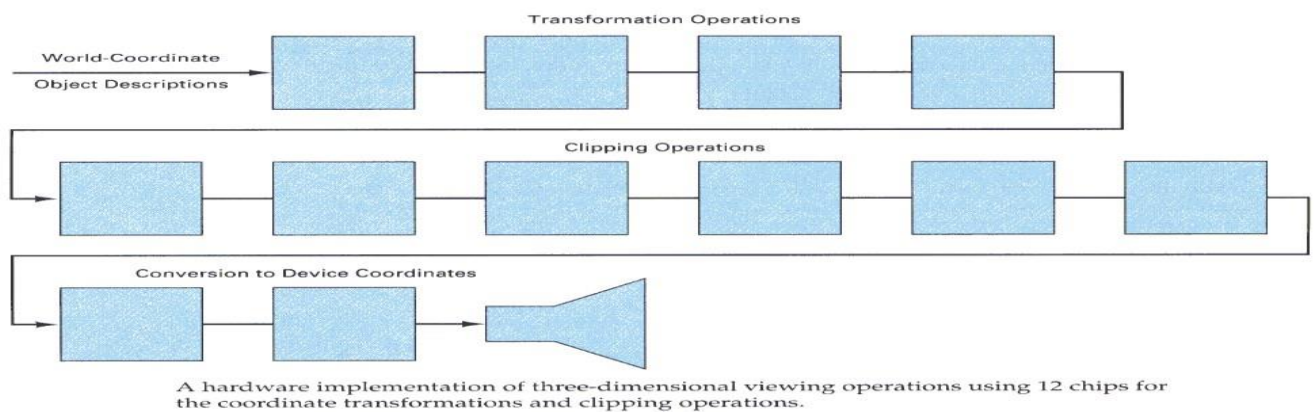 Transformation Operations
World-Coordinate
Object Descriptions
Clipping Operations
Conversion to Device Coordinates
A hardware implementation of three-dimensional viewing operations using 12 chips for
the coordinate transformations and clipping operations.